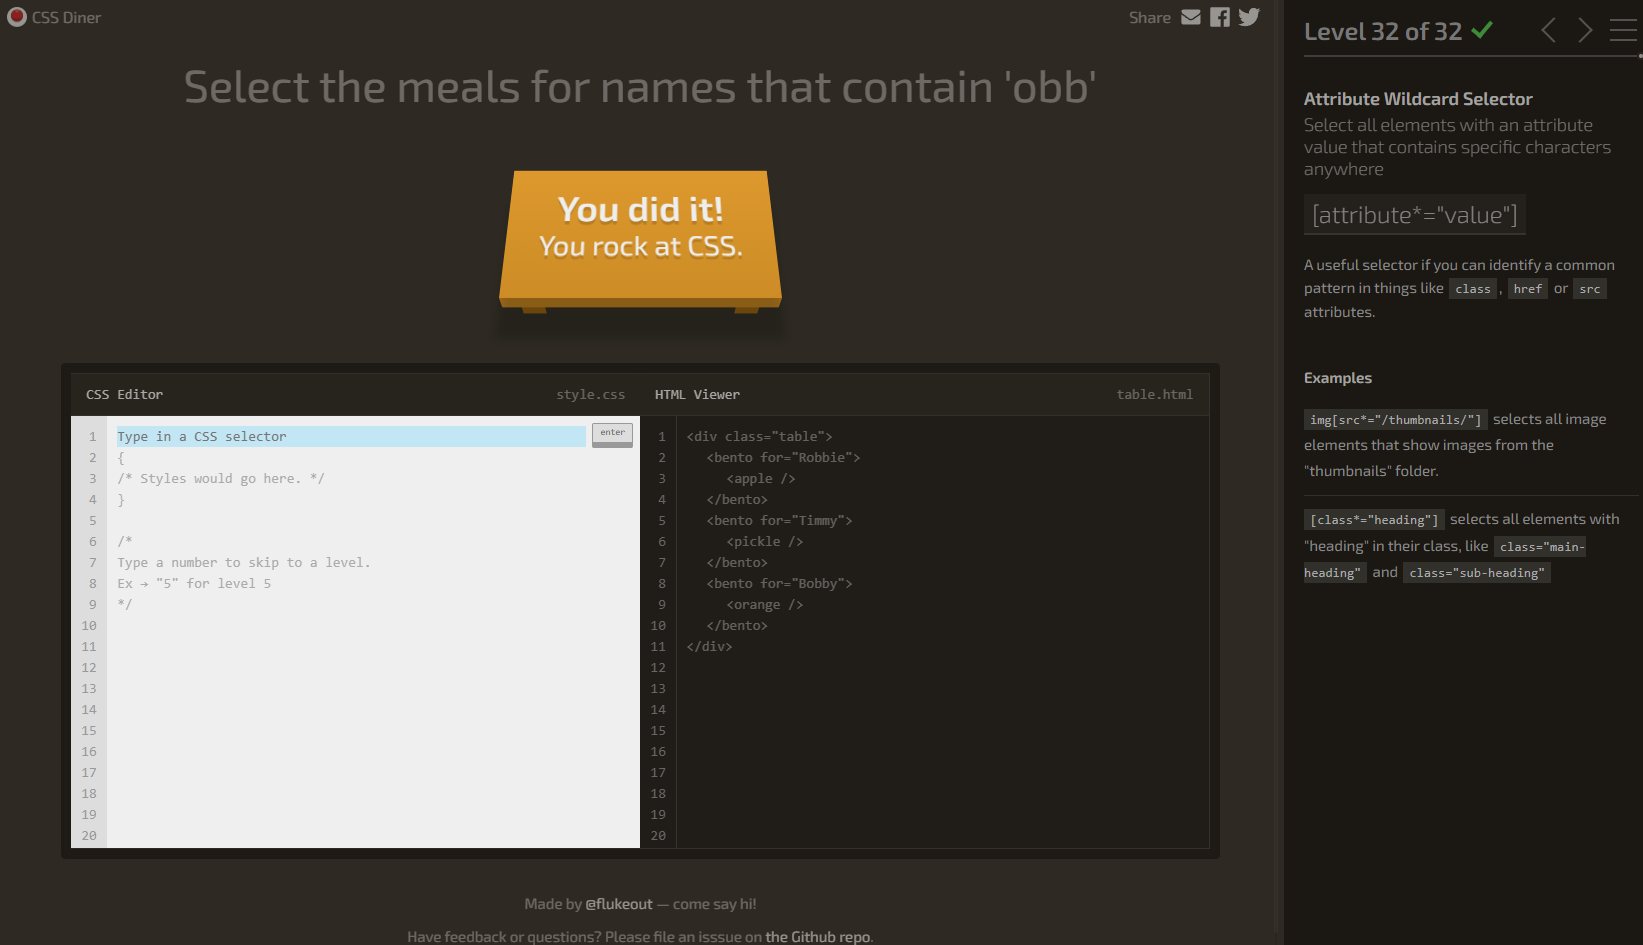 CSS Diner
Share
Select the meals for names that contain 'obb'
You did it!
You rock at CSS.
CSS Editor
style.css
HTML Viewer
table.html
1
2
3
4
5
6
7
8
9
10
11
12
13
14
15
16
17
18
19
20
Type in a CSS selector
enter
{
/* Styles would go here. */
}
/*
Type a number to skip to a level.
Ex → "5" for level 5
*/
1
2
3
4
5
6
7
8
9
10
11
12
13
14
15
16
17
18
19
20
<div class="table">
<bento for="Robbie">
<apple />
</bento>
<bento for="Timmy">
<pickle />
</bento>
<bento for="Bobby">
<orange />
</bento>
</div>
Made by @flukeout — come say hi!
Have feedback or questions? Please file an isssue on the Github repo.
Level 32 of 32
Attribute Wildcard Selector
Select all elements with an attribute
value that contains specific characters
anywhere
[attribute*="value"]
A useful selector if you can identify a common
pattern in things like class, href or src
attributes.
Examples
img[src*="/thumbnails/"] selects all image
elements that show images from the
"thumbnails" folder.
[class*="heading"] selects all elements with
"heading" in their class, like class="main-
heading" and class="sub-heading"